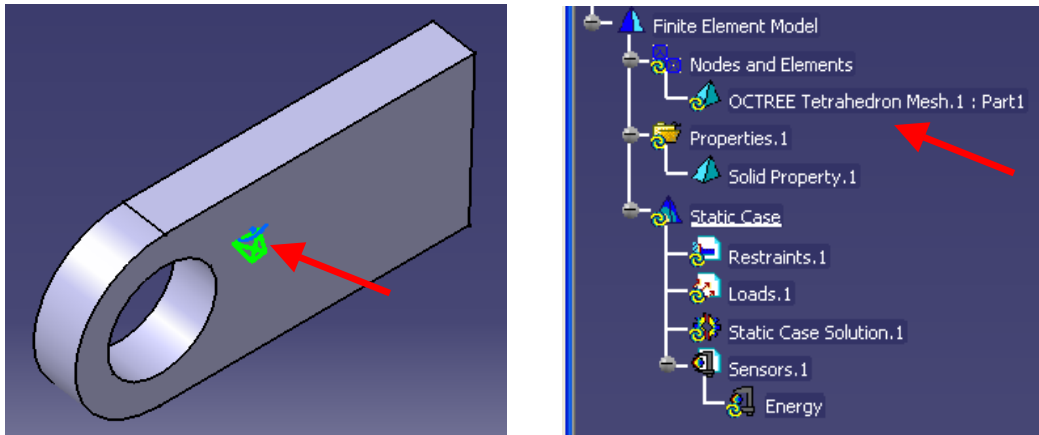 Finite Element Model
Nodes and Elements
OCTREE Tetrahedron Mesh.1 : Part1
Properties.1
Solid Property.1
Static Case
Restraints.1
Loads.1
Static Case Solution.1
Sensors.1
Energy